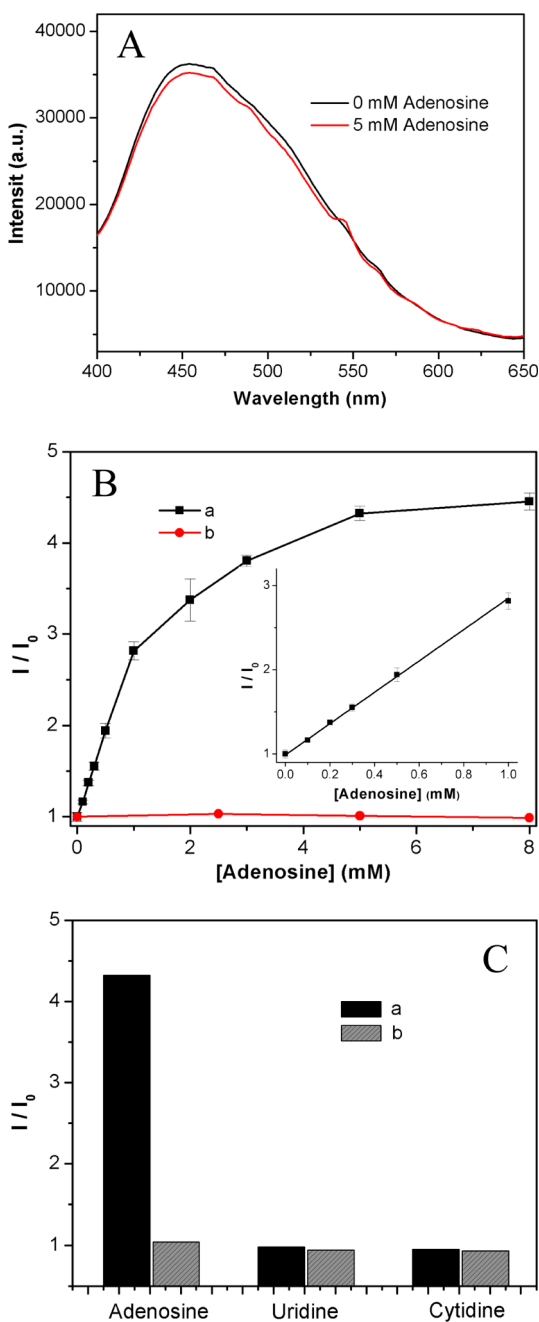 A
40000
30000
20000
10000
Intensit (a.u.)
0 mM Adenosine
5 mM Adenosine
400 450 500 550 600 650
Wavelength (nm)
B
5
4
3
2
1
I / I0
a
b
3
2
1
I / I0
0.0 0.2 0.4 0.6 0.8 1.0
[Adenosine] (mM)
0 2 4 6 8
[Adenosine] (mM)
C
5
4
3
2
1
I / I0
a
b
Adenosine Uridine Cytidine